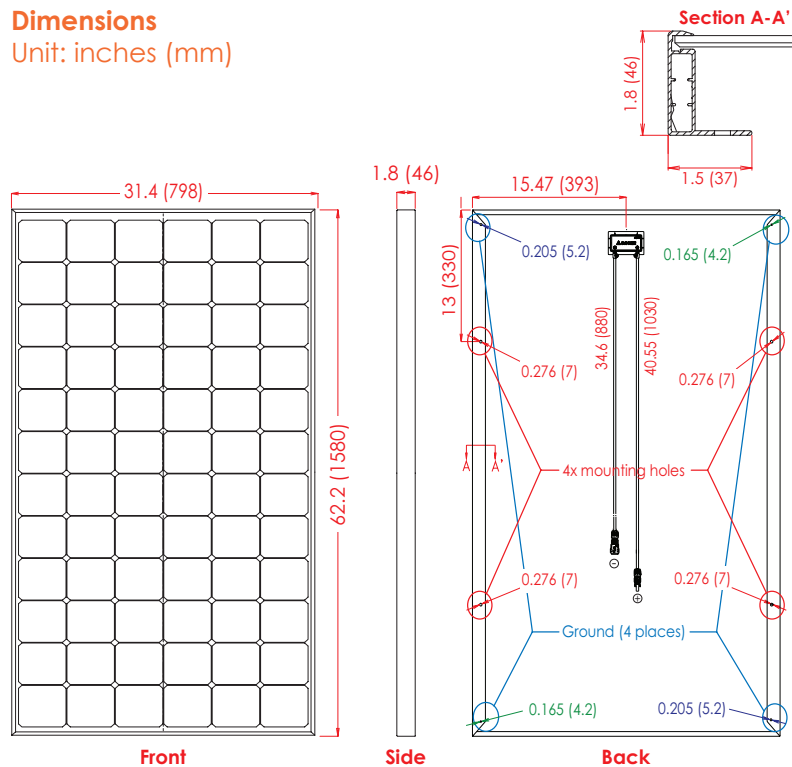 Dimensions
Unit: inches (mm)
Section A-A'
1.8 (46)
1.5 (37)
31.4 (798)
62.2 (1580)
1.8 (46)
15.47 (393)
13 (330)
0.205 (5.2)
0.165 (4.2)
34.6 (880)
40.55 (1030)
0.276 (7)
0.276 (7)
A
A'
4x mounting holes
−
+
0.276 (7)
0.276 (7)
Ground (4 places)
0.165 (4.2)
0.205 (5.2)
Front
Side
Back